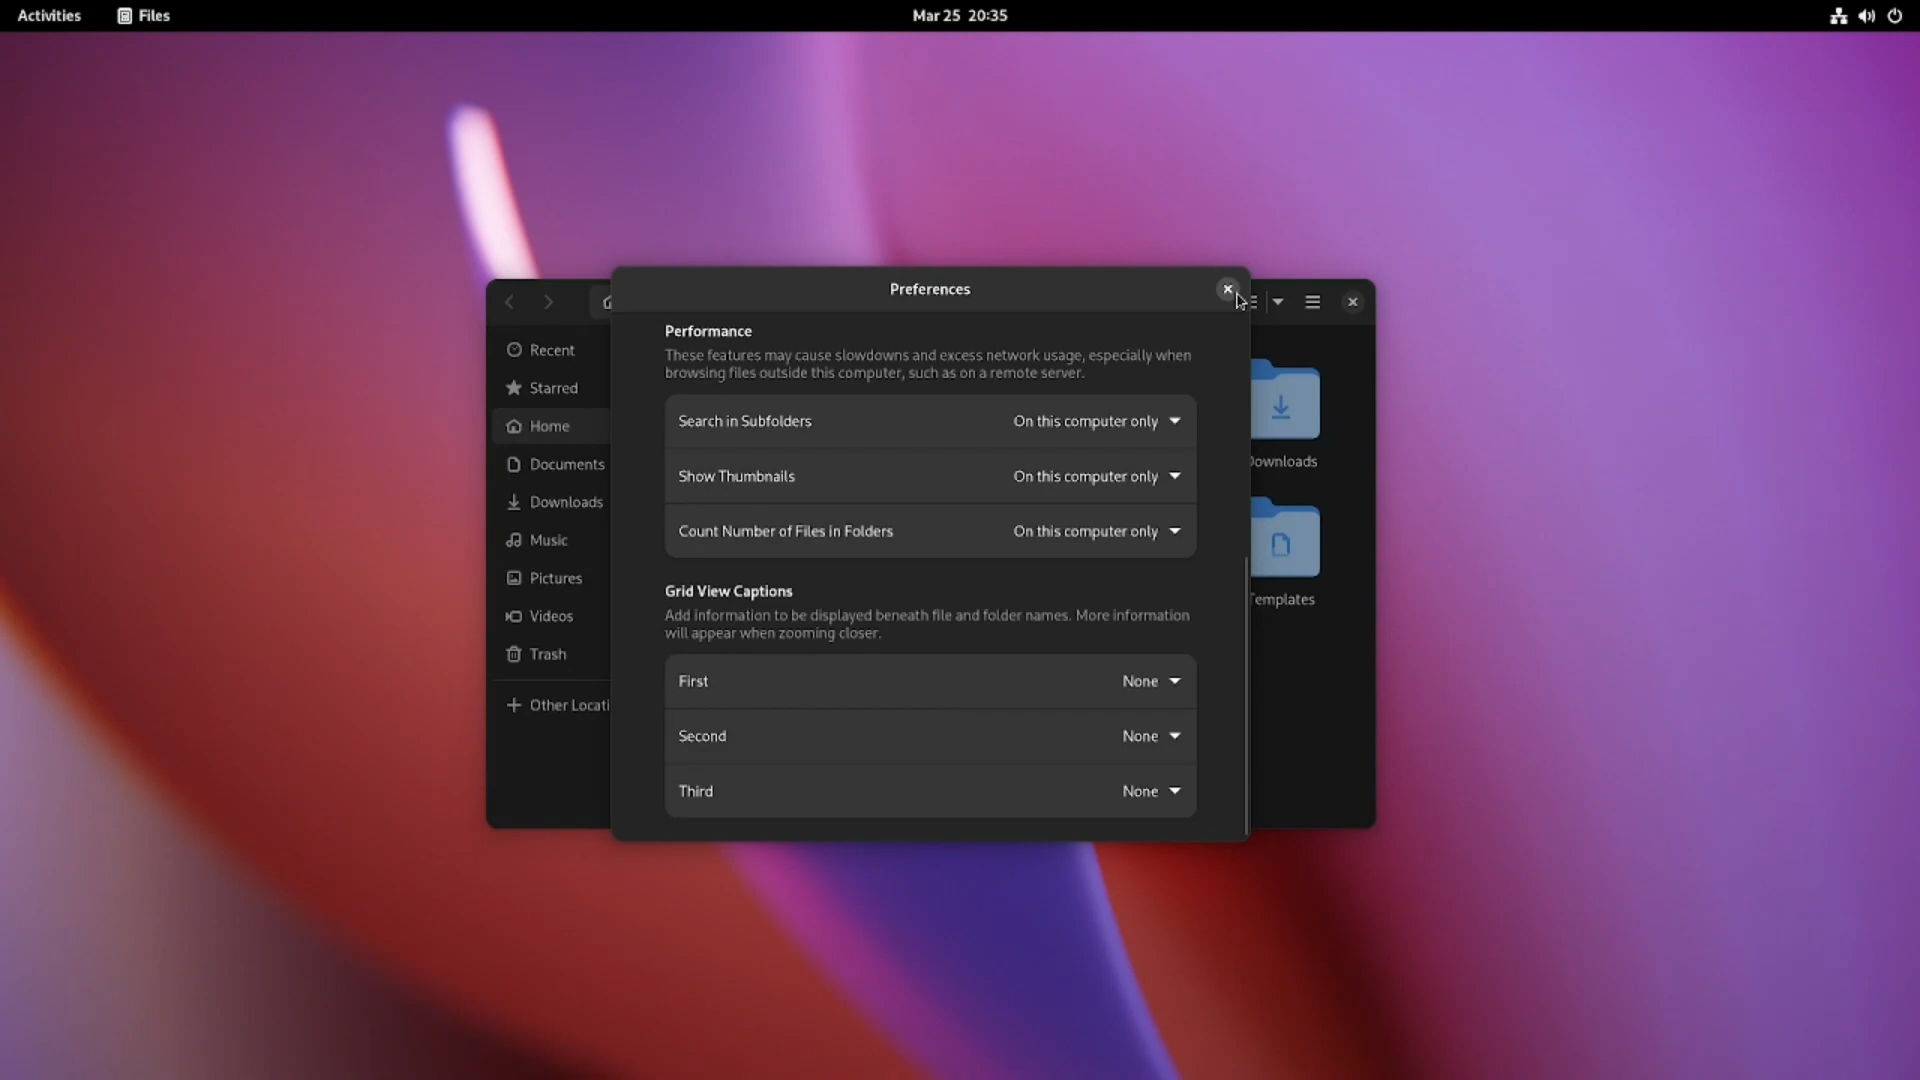 Activities Files Mar 25 20:35
Preferences
Recent
Starred
Home
Documents
Downloads
Music
Pictures
Videos
Trash
Other Locati
Performance
These features may cause slowdowns and excess network usage, especially when
browsing files outside this computer, such as on a remote server.
Search in Subfolders On this computer only
Show Thumbnails On this computer only
Count Number of Files in Folders On this computer only
Grid View Captions
Add information to be displayed beneath file and folder names. More information
will appear when zooming closer.
First None
Second None
Third None
Downloads
Templates